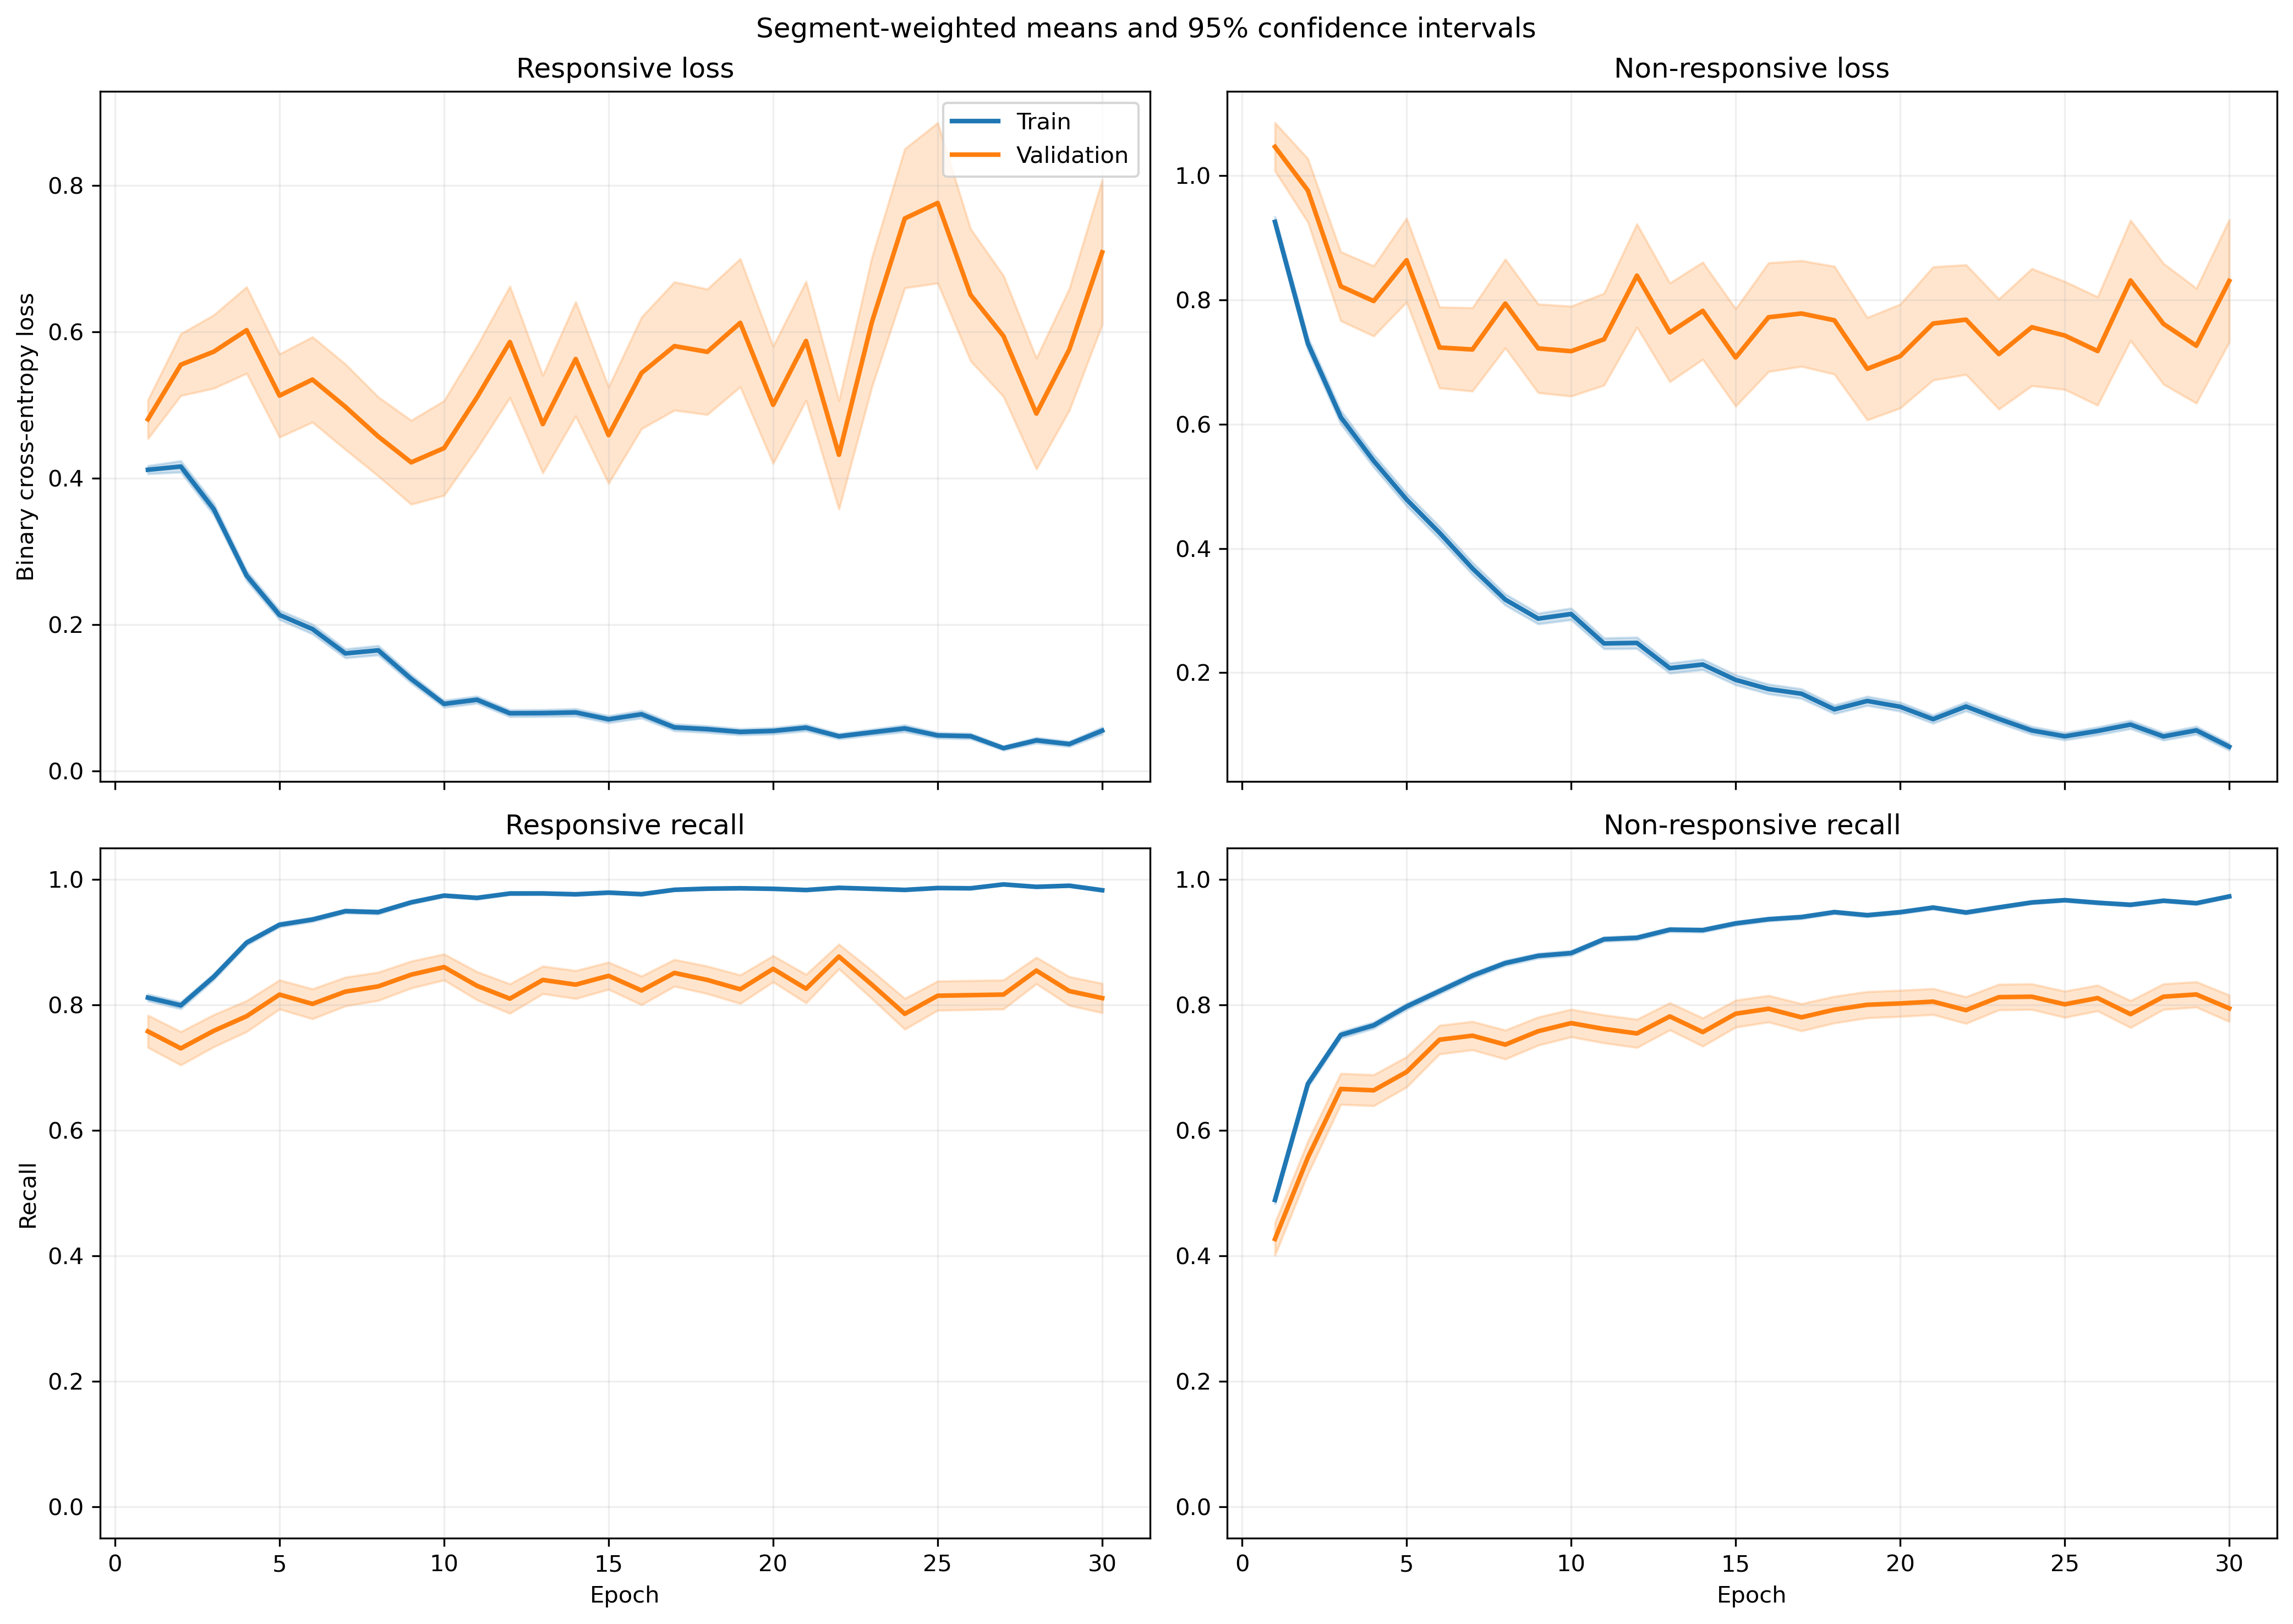 Segment-weighted means and 95% confidence intervals
Responsive loss
Non-responsive loss
Train
Validation
Binary cross-entropy loss
0.8
0.6
0.4
0.2
0.0
1.0
0.8
0.6
0.4
0.2
Responsive recall
Non-responsive recall
Recall
1.0
0.8
0.6
0.4
0.2
0.0
0 5 10 15 20 25 30
Epoch
1.0
0.8
0.6
0.4
0.2
0.0
0 5 10 15 20 25 30
Epoch